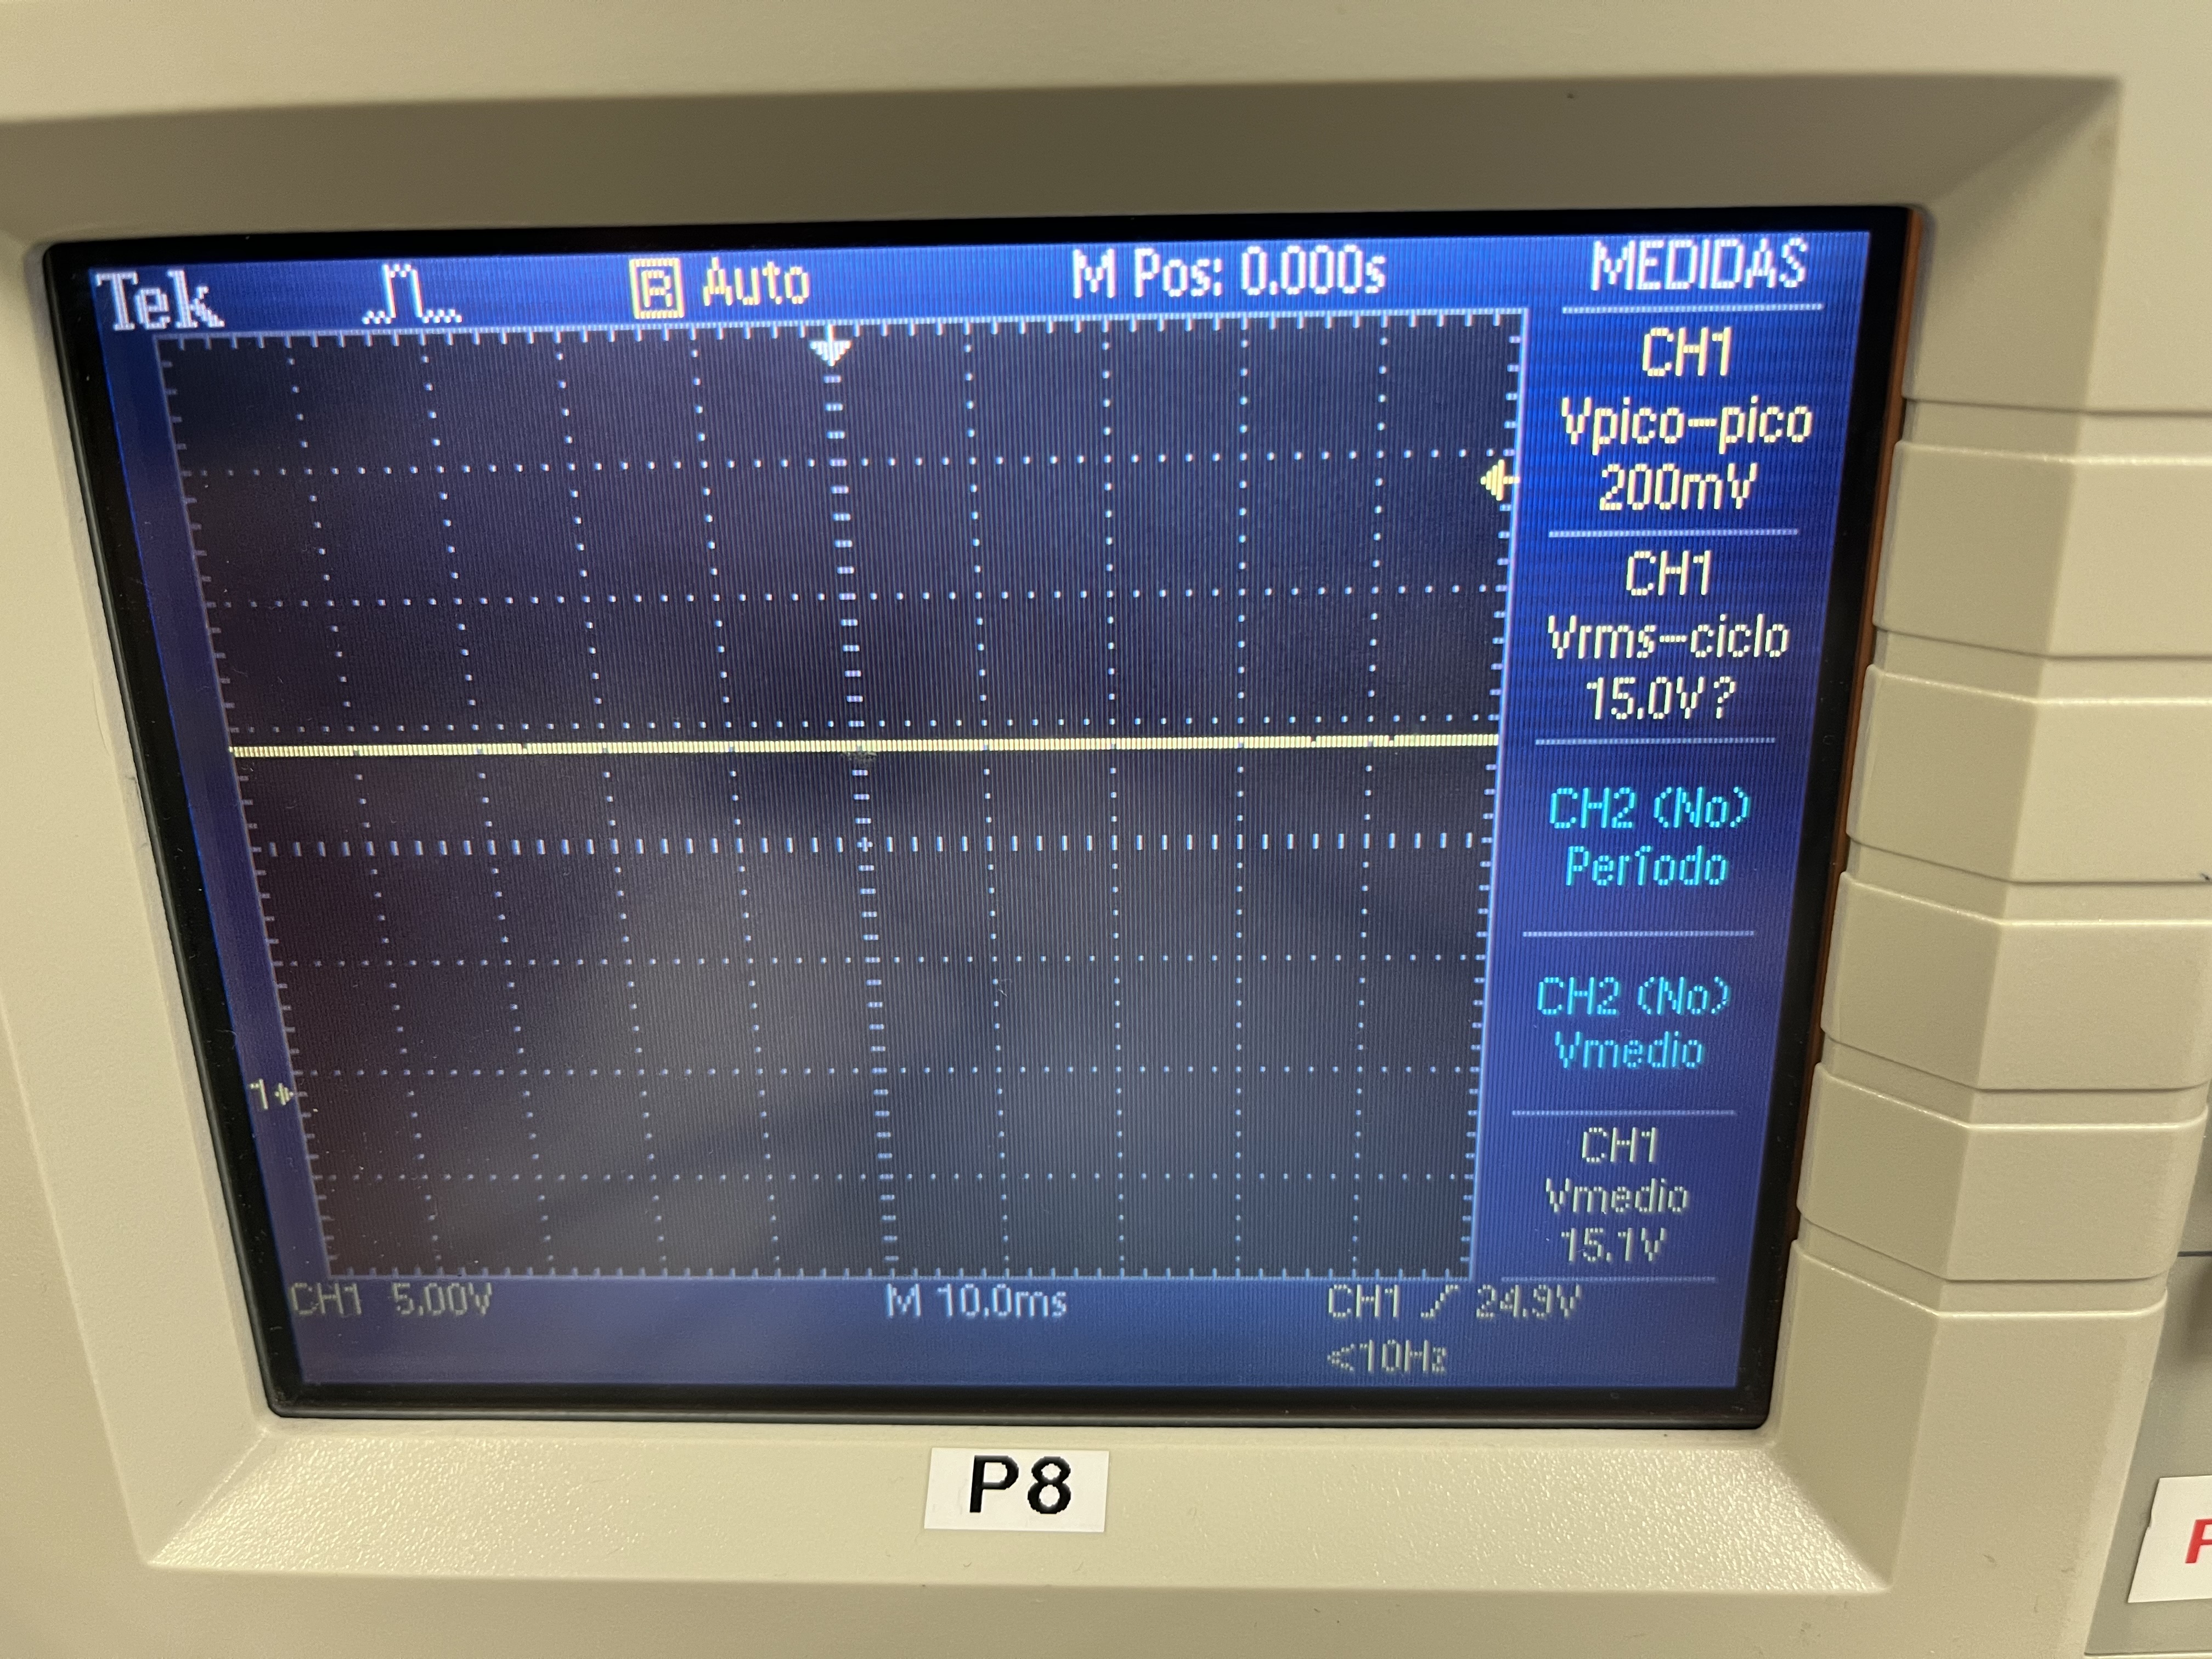 Tek R Auto M Pos: 0.000s MEDIDAS
CH1
Vpico-pico
200mV
CH1
Vrms-ciclo
15.0V?
CH2 (No)
Período
CH2 (No)
Vmedio
1
CH1
Vmedio
15.1V
CH1 5.00V M 10.0ms CH1 24.9V
<10Hz
P8